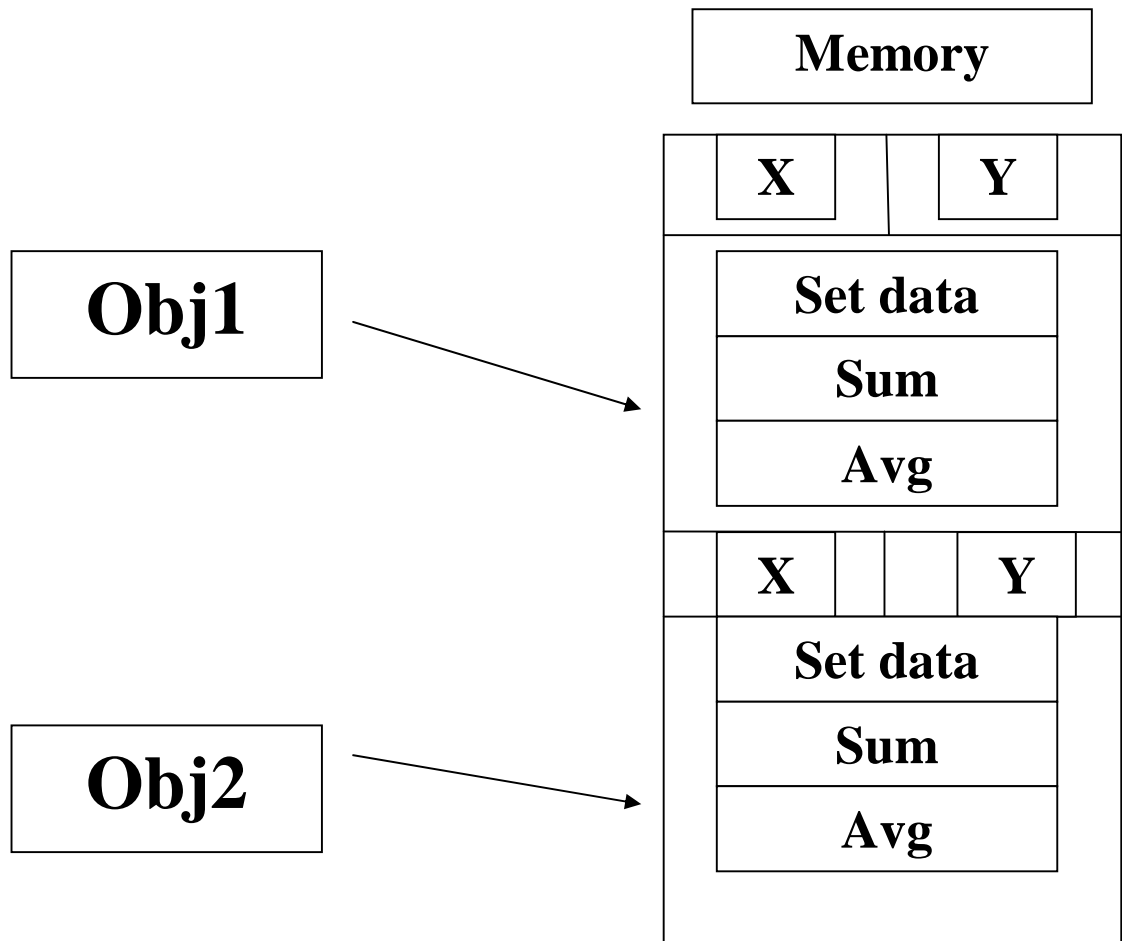 Memory
X Y
Obj1
Set data
Sum
Avg
X Y
Obj2
Set data
Sum
Avg